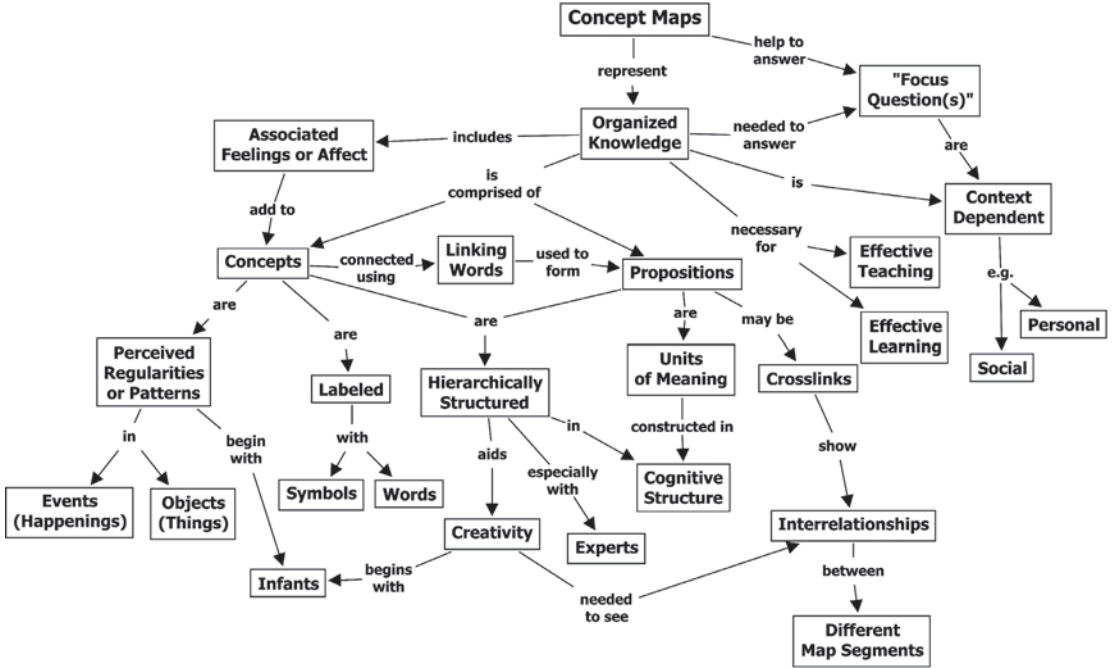 Concept Maps
help to
answer
represent
"Focus
Question(s)"
Associated
Feelings or Affect
includes
Organized
Knowledge
needed to
answer
are
is
comprised of
is
Context
Dependent
add to
necessary
for
Concepts
connected
using
Linking
Words
used to
form
Propositions
Effective
Teaching
e.g.
are
are
are
are
may be
Effective
Learning
Personal
Social
Perceived
Regularities
or Patterns
Labeled
Hierarchically
Structured
Units
of Meaning
Crosslinks
in
begin
with
with
aids
in
constructed in
show
especially
with
Events
(Happenings)
Objects
(Things)
Symbols
Words
Cognitive
Structure
Creativity
Experts
Interrelationships
Infants
begins
with
needed
to see
between
Different
Map Segments